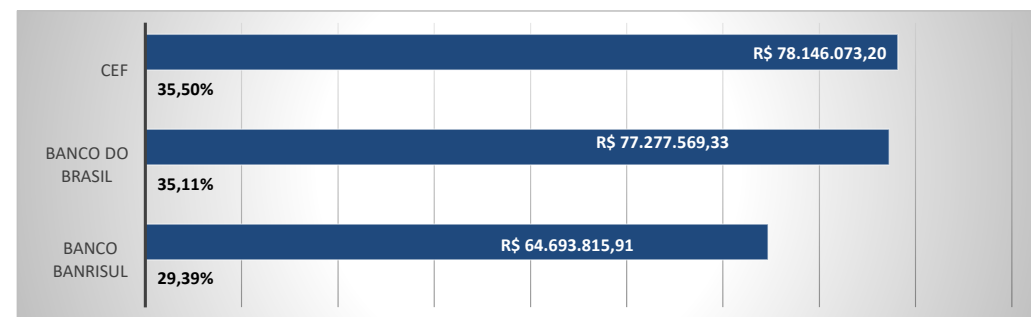 CEF
R$ 78.146.073,20
35,50%
BANCO DO
BRASIL
R$ 77.277.569,33
35,11%
BANCO
BANRISUL
R$ 64.693.815,91
29,39%